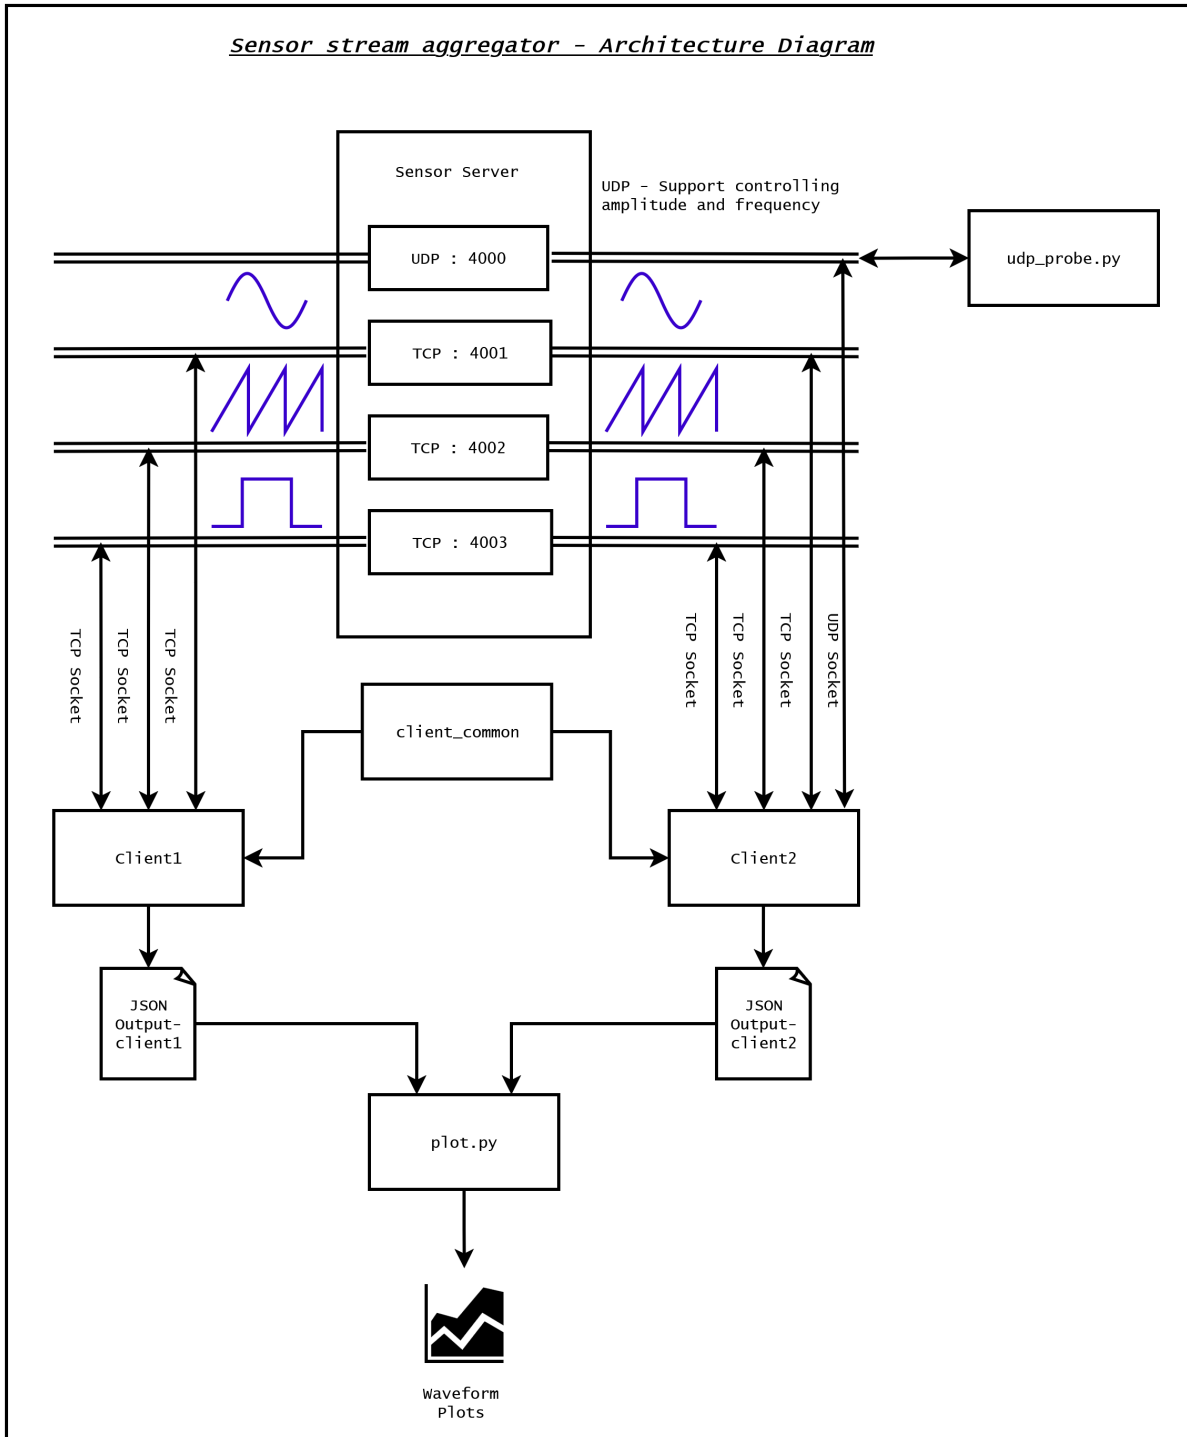 Sensor stream aggregator - Architecture Diagram
Sensor Server
UDP - Support controlling
amplitude and frequency
UDP : 4000
udp_probe.py
TCP : 4001
TCP : 4002
TCP : 4003
TCP Socket
TCP Socket
TCP Socket
TCP Socket
TCP Socket
TCP Socket
UDP Socket
client_common
Client1
Client2
JSON
Output-
client1
JSON
Output-
client2
plot.py
Waveform
Plots